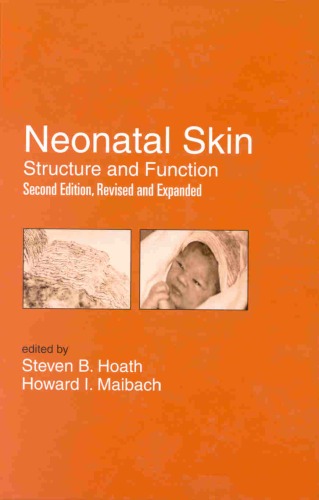 Neonatal Skin
Structure and Function
Second Edition, Revised and Expanded
edited by
Steven B. Hoath
Howard I. Maibach